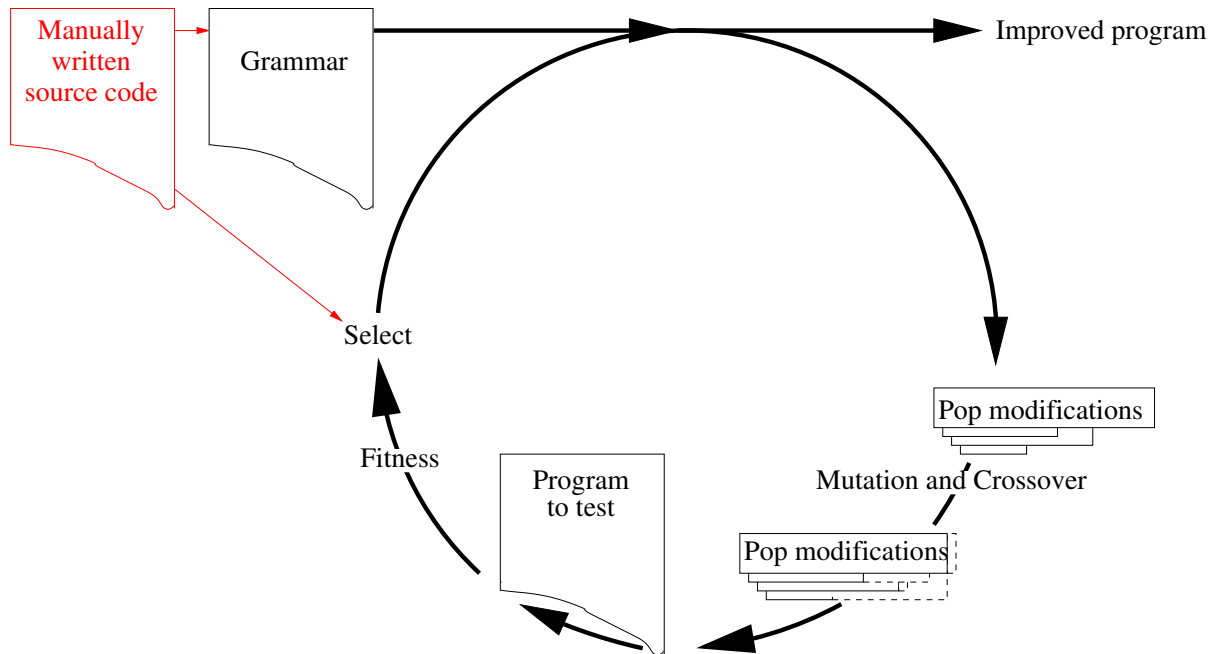 Manually
written
source code
Grammar
Improved program
Select
Pop modifications
Fitness
Mutation and Crossover
Program
to test
Pop modifications